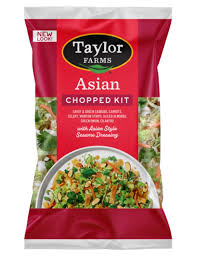 NEW
LOOK!
Taylor
FARMS
Asian
CHOPPED KIT
SAVOY & GREEN CABBAGE, CARROTS,
CELERY, WONTON STRIPS, SLICED ALMONDS,
GREEN ONION, CILANTRO
with Asian Style
Sesame Dressing